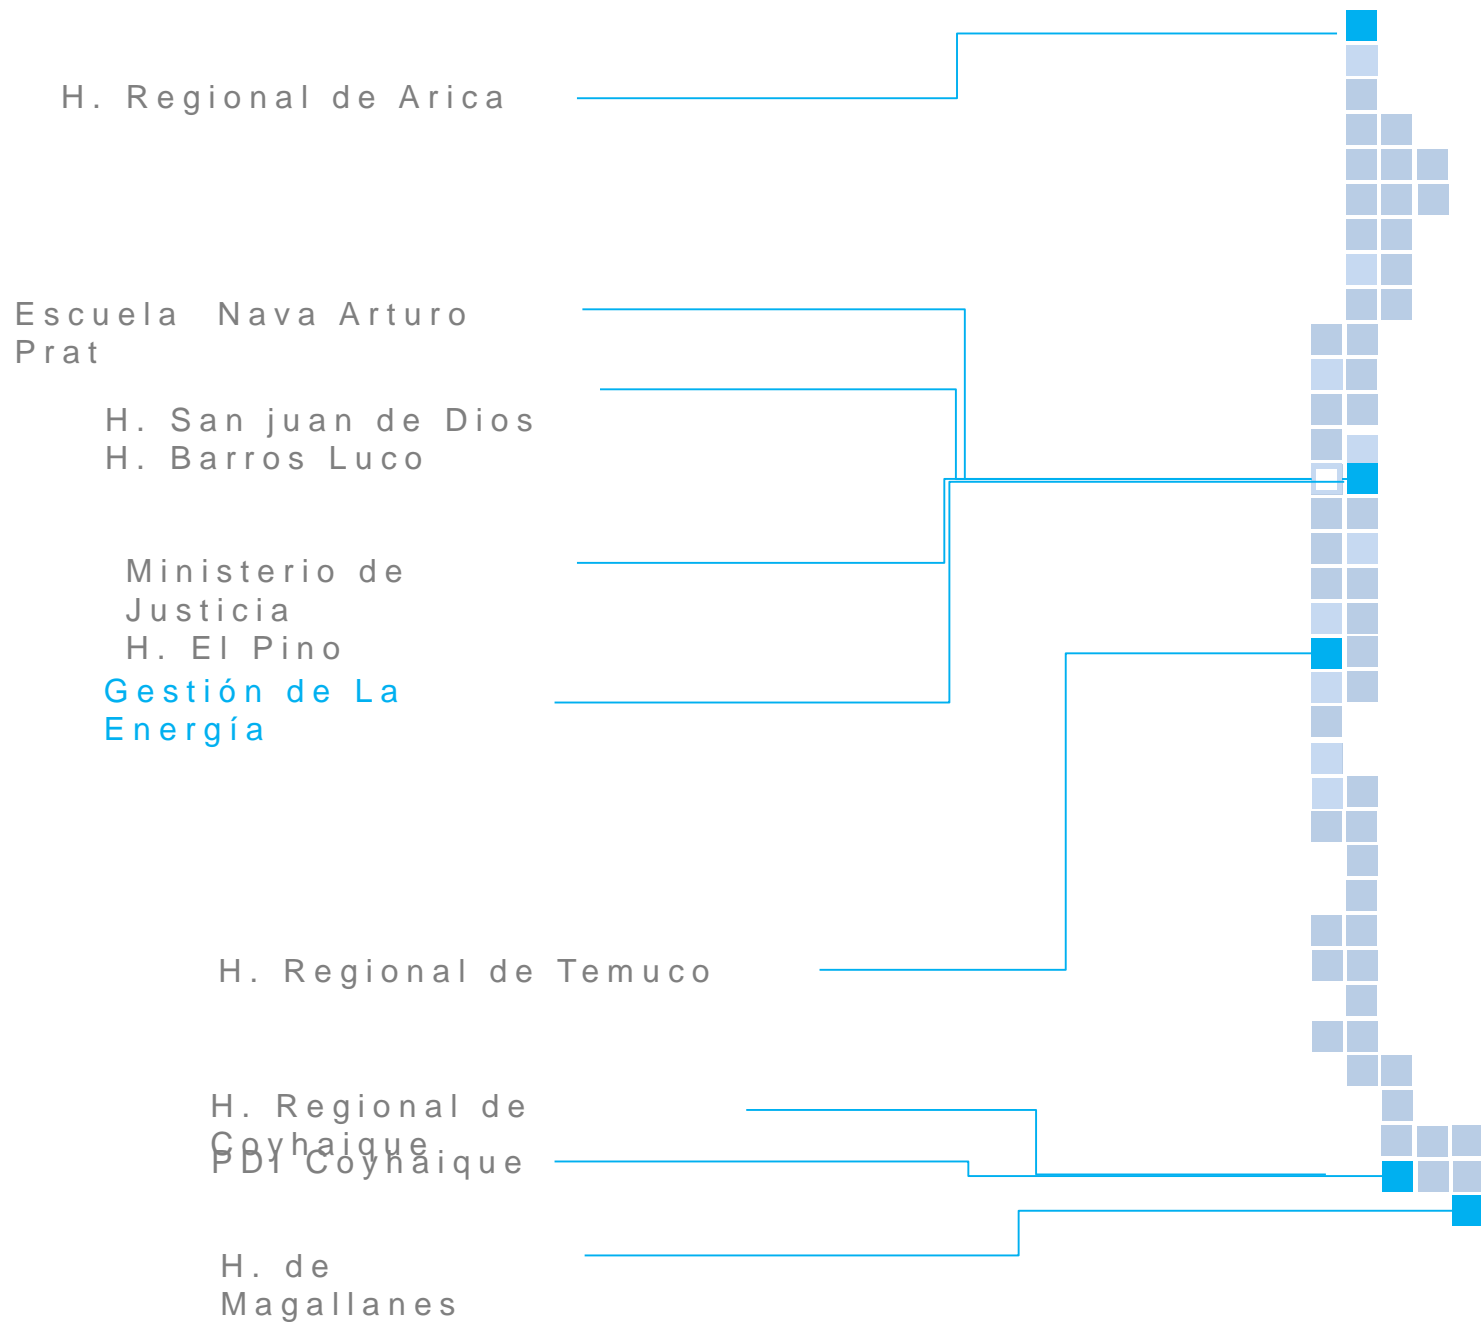 H. Regional de Arica
Escuela Nava Arturo
Prat
H. San juan de Dios
H. Barros Luco
Ministerio de
Justicia
H. El Pino
Gestión de La
Energía
H. Regional de Temuco
H. Regional de
Coyhaique
PDI Coyhaique
H. de
Magallanes